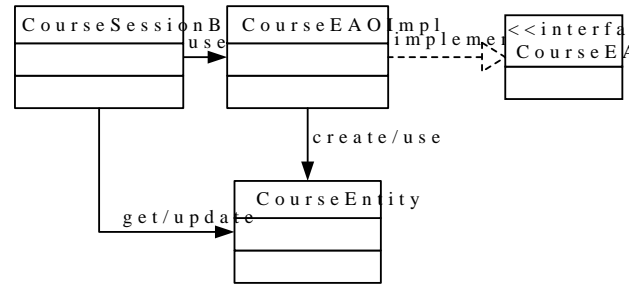 CourseSessionB
use
CourseEAOImpl
implemen
<<interfa
CourseEA
create/use
CourseEntity
get/update